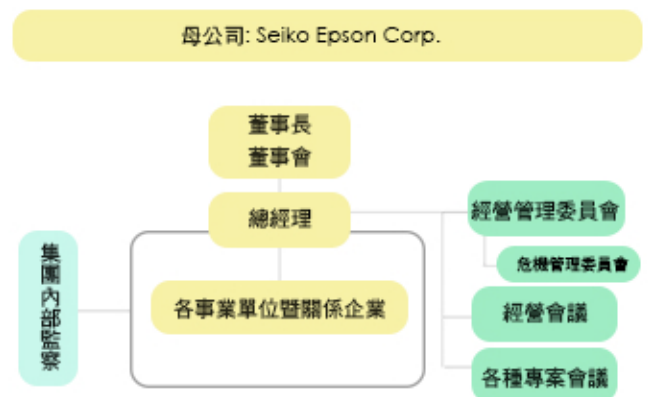 母公司: Seiko Epson Corp.
董事長
董事會
總經理
經營管理委員會
危機管理委員會
集團內部監察
各事業單位暨關係企業
經營會議
各種專案會議